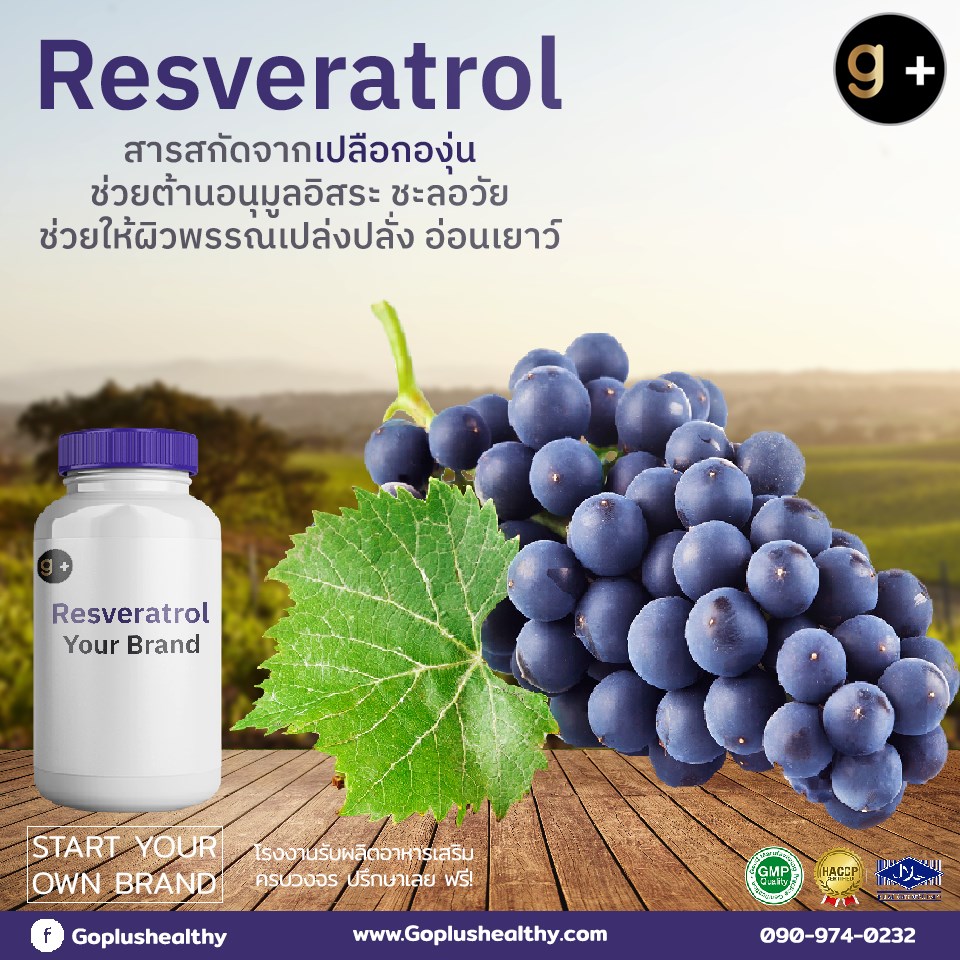 Resveratrol
g +
สารสกัดจากเปลือกองุ่น
ช่วยต้านอนุมูลอิสระ ชะลอวัย
ช่วยให้ผิวพรรณเปล่งปลั่ง อ่อนเยาว์
g +
Resveratrol
Your Brand
START YOUR
OWN BRAND
โรงงานรับผลิตอาหารเสริม
ครบวงจร ปรึกษาเลย ฟรี!
GMP
Quality
HACCP
CERTIFIED
f Goplushealthy
www.Goplushealthy.com
090-974-0232